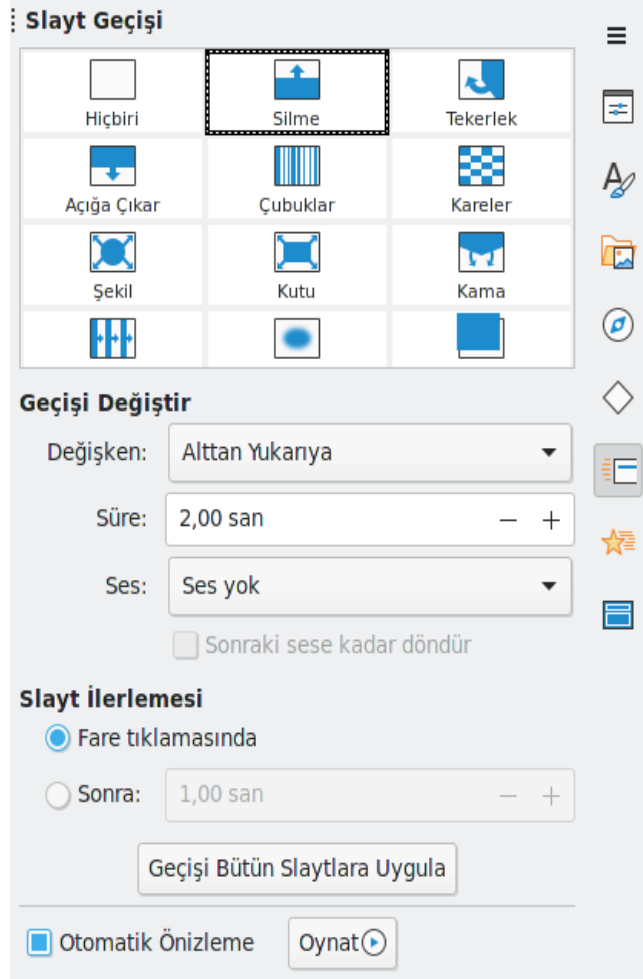 Slayt Geçişi
Hiçbiri Silme Tekerlek
Açığa Çıkar Çubuklar Kareler
Şekil Kutu Kama
Geçişi Değiştir
Değişken: Alttan Yukarıya
Süre: 2,00 san − +
Ses: Ses yok
Sonraki sese kadar döndür
Slayt İlerlemesi
Fare tıklamasında
Sonra: 1,00 san − +
Geçişi Bütün Slaytlara Uygula
Otomatik Önizleme Oynat